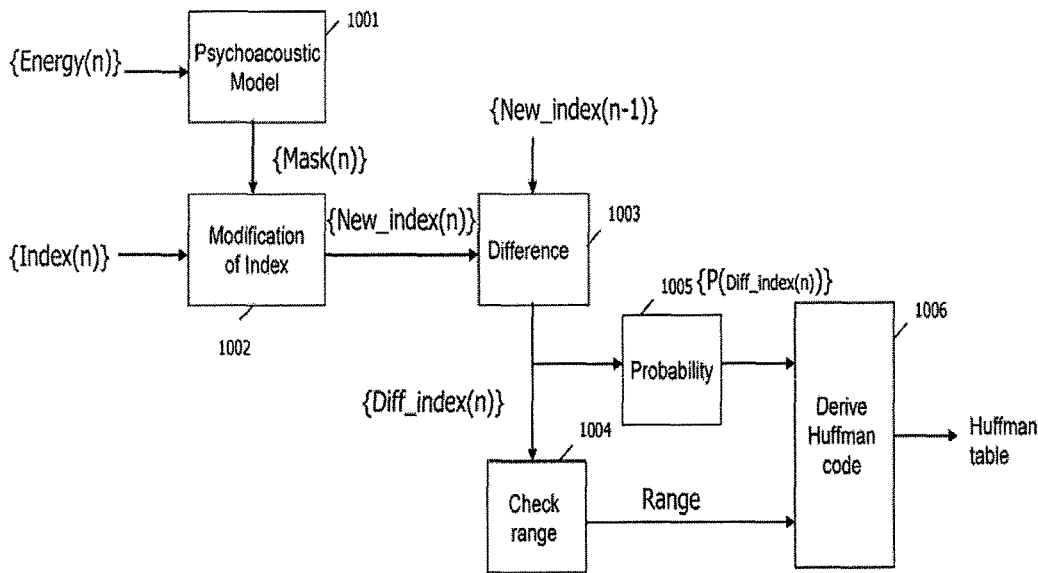 1001
{Energy(n)}
Psychoacoustic
Model
{New_index(n-1)}
{Mask(n)}
{New_index(n)}
1003
{Index(n)}
Modification
of Index
Difference
1002
1005
{P(Diff_index(n))}
1006
Probability
{Diff_index(n)}
1004
Derive
Huffman
code
Huffman
table
Check
range
Range